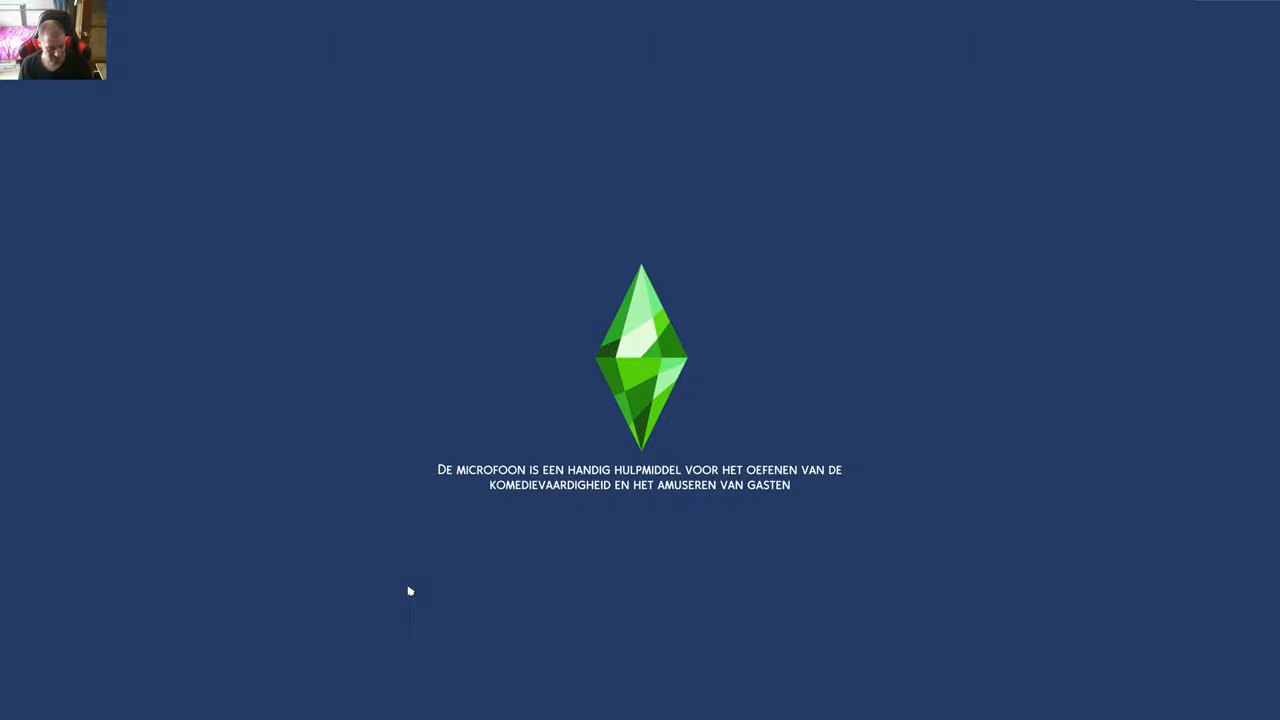 De microfoon is een handig hulpmiddel voor het oefenen van de
komedievaardigheid en het amuseren van gasten